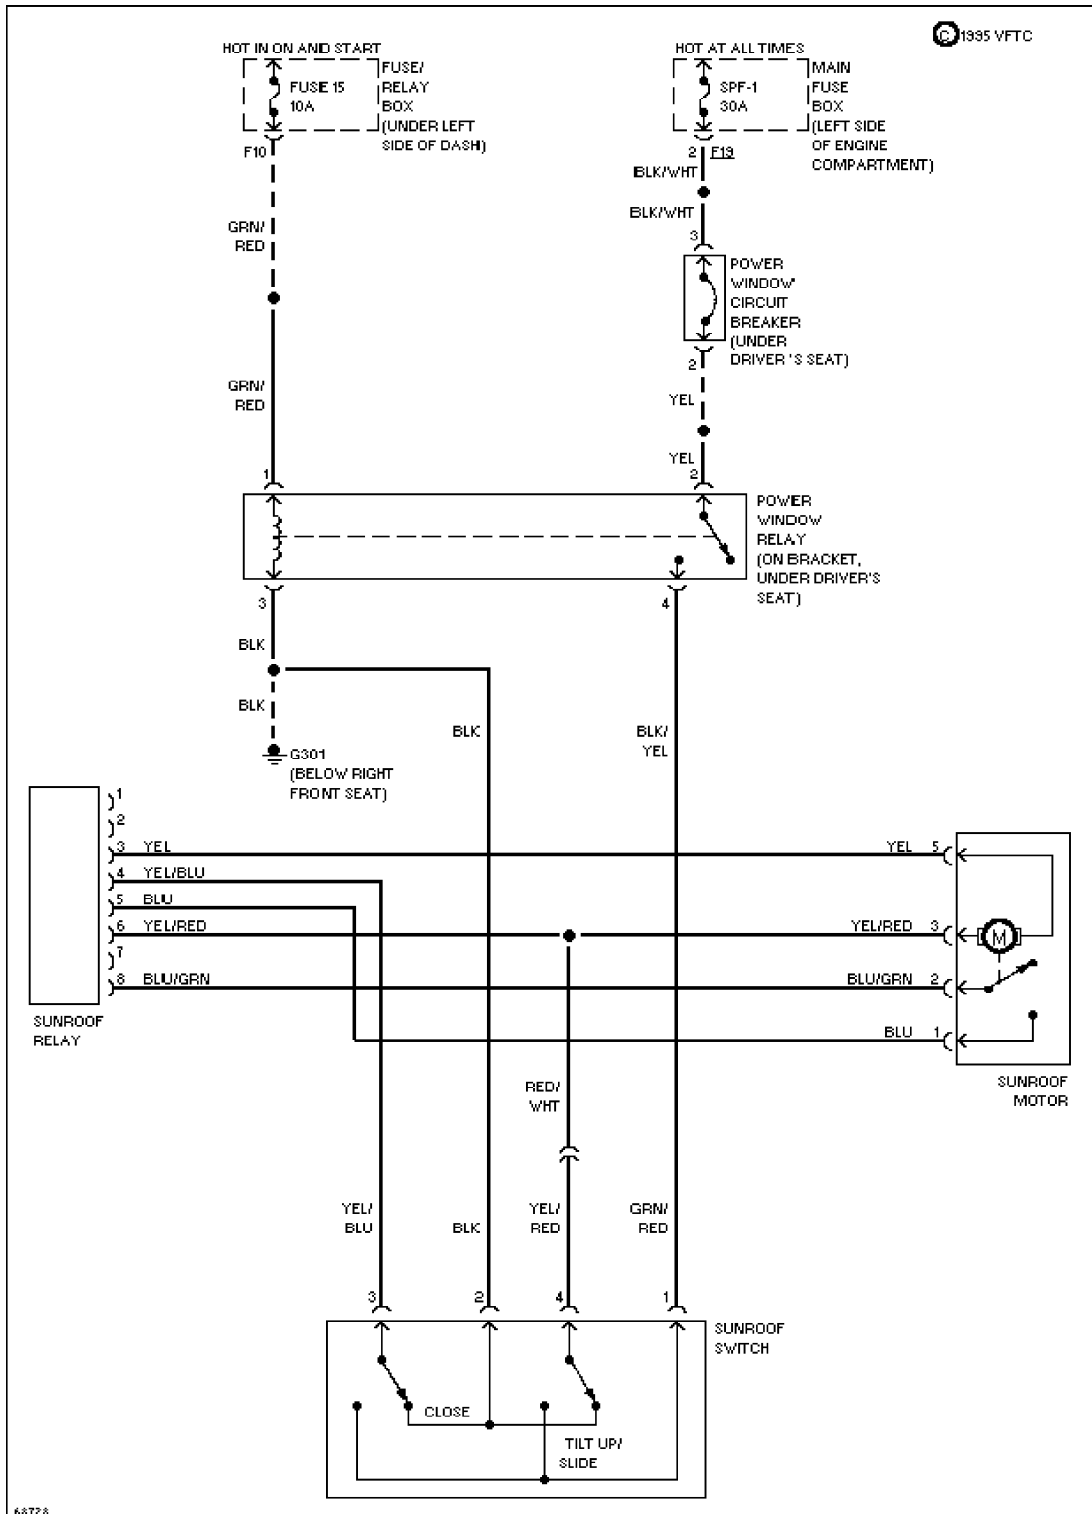 © 1995 VFTC
HOT IN ON AND START
FUSE 15
10A
FUSE/
RELAY
BOX
(UNDER LEFT
SIDE OF DASH)
F10
HOT AT ALL TIMES
SPF-1
30A
MAIN
FUSE
BOX
(LEFT SIDE
OF ENGINE
COMPARTMENT)
2 F19
BLK/WHT
BLK/WHT
3
GRN/
RED
POWER
WINDOW
CIRCUIT
BREAKER
(UNDER
DRIVER'S SEAT)
2
YEL
GRN/
RED
YEL
1
2
POWER
WINDOW
RELAY
(ON BRACKET,
UNDER DRIVER'S
SEAT)
3
4
BLK
BLK
BLK
BLK/
YEL
G301
(BELOW RIGHT
FRONT SEAT)
1
2
3 YEL
4 YEL/BLU
5 BLU
6 YEL/RED
7
8 BLU/GRN
SUNROOF
RELAY
YEL 5
YEL/RED 3
M
BLU/GRN 2
BLU 1
SUNROOF
MOTOR
RED/
WHT
YEL/
BLU
BLK
YEL/
RED
GRN/
RED
3
2
4
1
SUNROOF
SWITCH
CLOSE
TILT UP/
SLIDE
68728